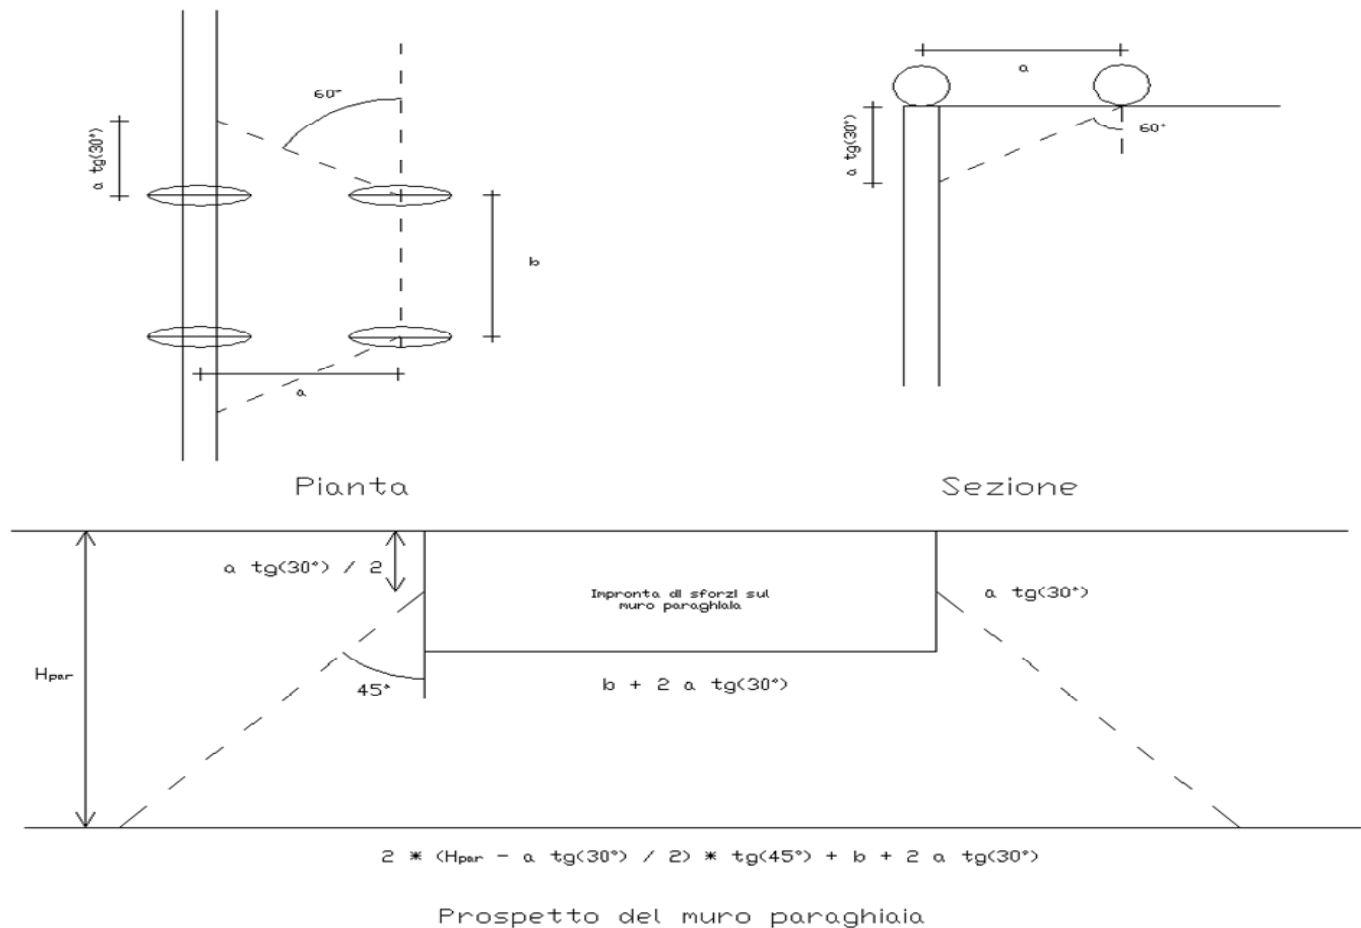 60°
a tg(30°)
b
a
Pianta
a
a tg(30°)
60°
Sezione
a tg(30°) / 2
Impronta di sforzi sul
muro paraghiaia
a tg(30°)
Hpar
45°
b + 2 a tg(30°)
2 * (Hpar - a tg(30°) / 2) * tg(45°) + b + 2 a tg(30°)
Prospetto del muro paraghiaia